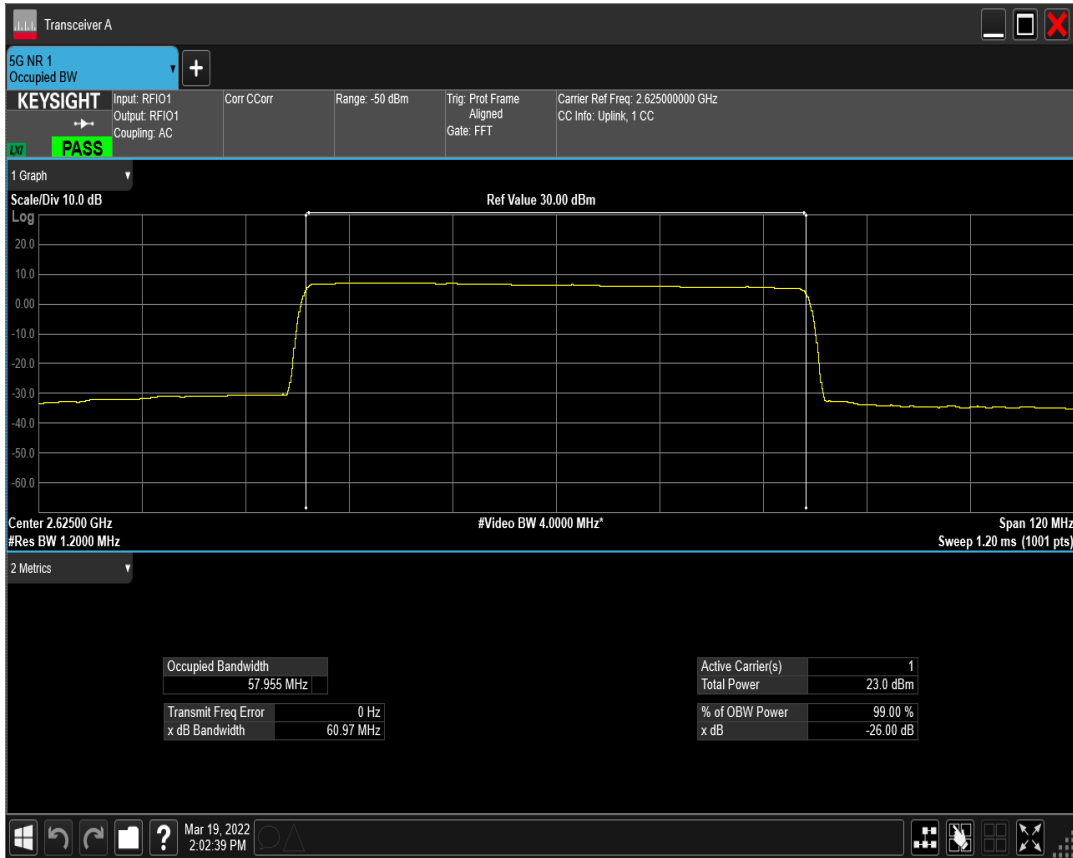 Transceiver A
5G NR 1
Occupied BW
KEYSIGHT
LXI
PASS
Input: RFIO1
Output: RFIO1
Coupling: AC
Corr CCorr
Range: -50 dBm
Trig: Prot Frame
Aligned
Gate: FFT
Carrier Ref Freq: 2.625000000 GHz
CC Info: Uplink, 1 CC
1 Graph
Scale/Div 10.0 dB
Ref Value 30.00 dBm
Log
20.0
10.0
0.00
-10.0
-20.0
-30.0
-40.0
-50.0
-60.0
Center 2.62500 GHz
#Video BW 4.0000 MHz*
Span 120 MHz
#Res BW 1.2000 MHz
Sweep 1.20 ms (1001 pts)
2 Metrics
Occupied Bandwidth
57.955 MHz
Transmit Freq Error 0 Hz
x dB Bandwidth 60.97 MHz
Active Carrier(s) 1
Total Power 23.0 dBm
% of OBW Power 99.00 %
x dB -26.00 dB
?
Mar 19, 2022
2:02:39 PM